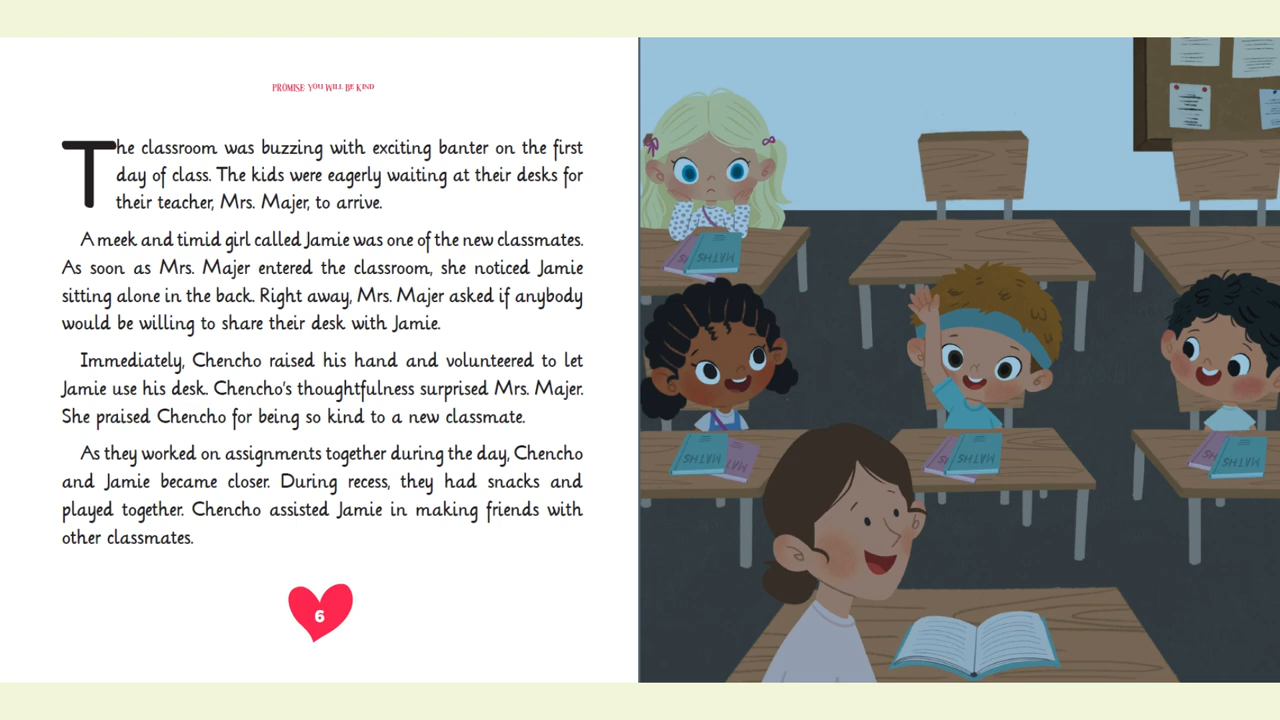 PROMISE YOU WILL BE KIND
The classroom was buzzing with exciting banter on the first
day of class. The kids were eagerly waiting at their desks for
their teacher, Mrs. Majer, to arrive.
A meek and timid girl called Jamie was one of the new classmates.
As soon as Mrs. Majer entered the classroom, she noticed Jamie
sitting alone in the back. Right away, Mrs. Majer asked if anybody
would be willing to share their desk with Jamie.
Immediately, Chencho raised his hand and volunteered to let
Jamie use his desk. Chencho's thoughtfulness surprised Mrs. Majer.
She praised Chencho for being so kind to a new classmate.
As they worked on assignments together during the day, Chencho
and Jamie became closer. During recess, they had snacks and
played together. Chencho assisted Jamie in making friends with
other classmates.
6
MATHS
MATHS
MATHS
MATHS
MATHS